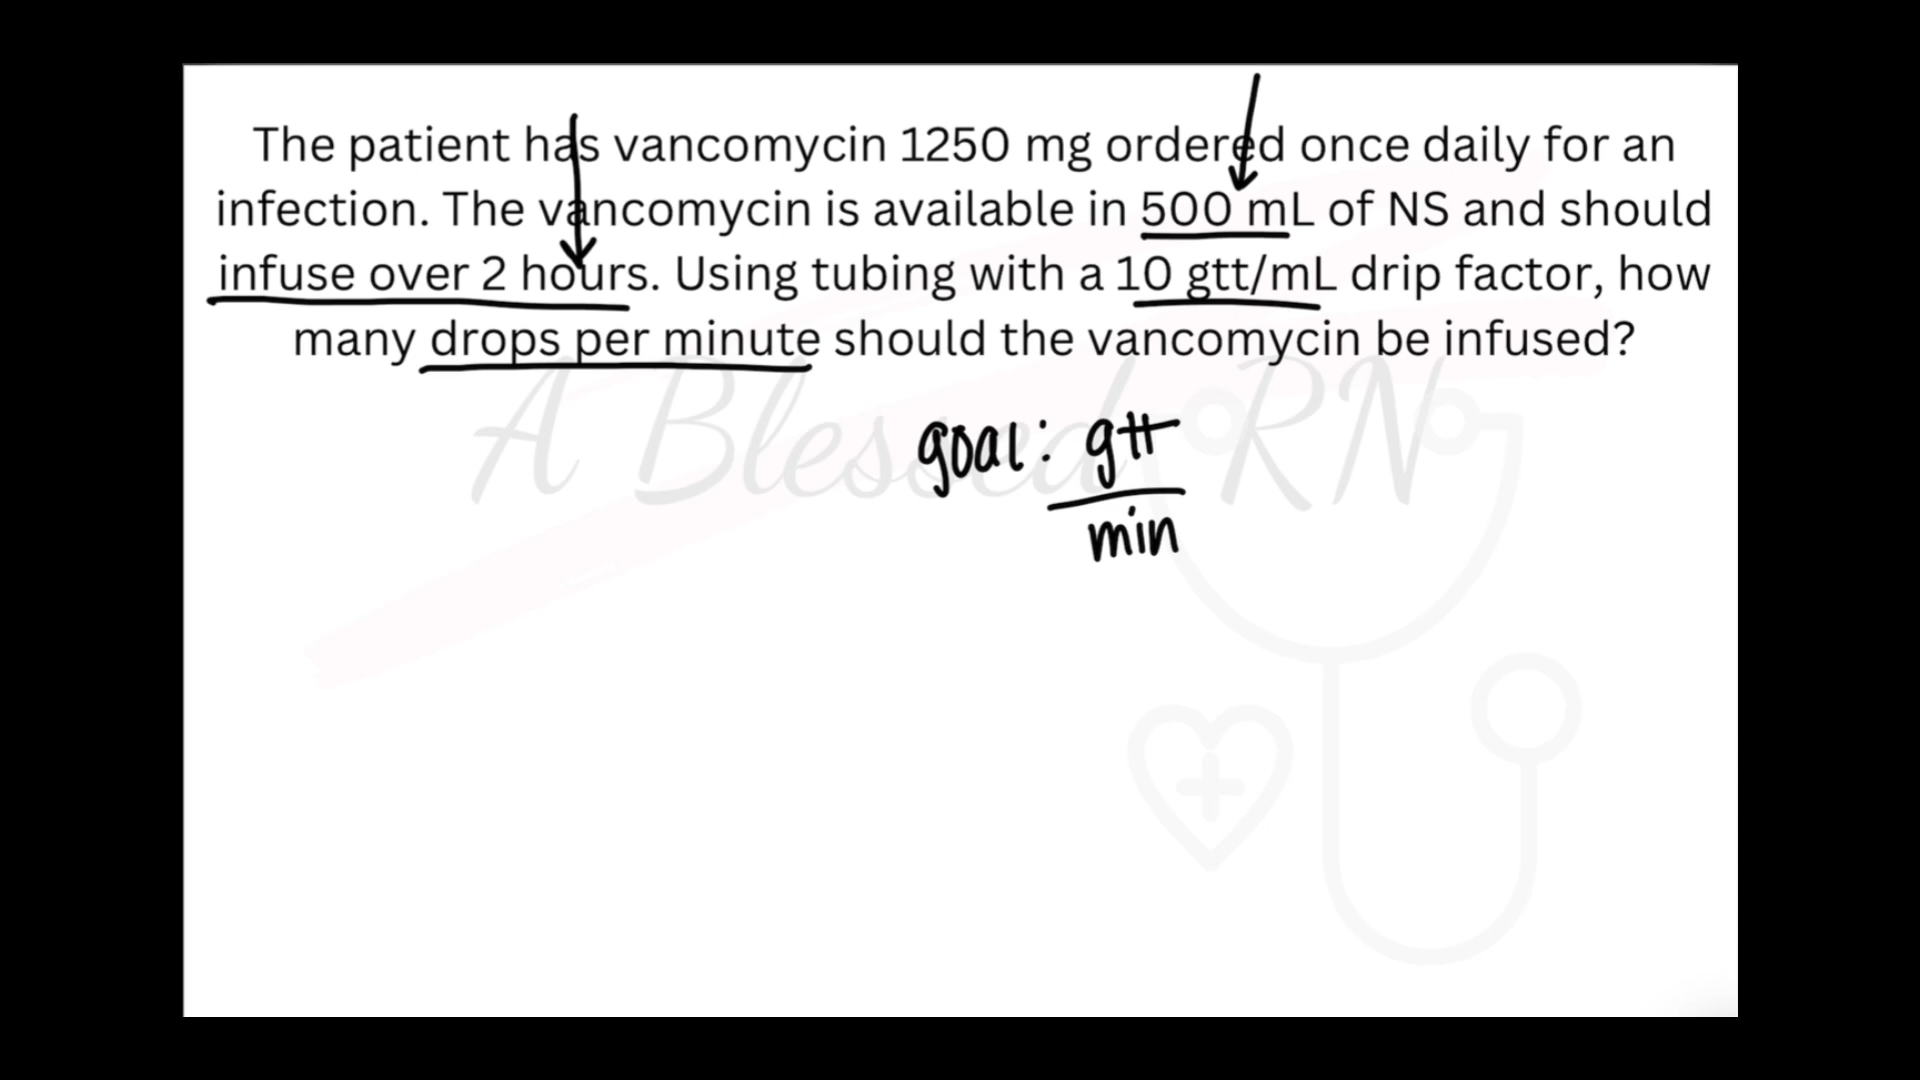 The patient has vancomycin 1250 mg ordered once daily for an
infection. The vancomycin is available in 500 mL of NS and should
infuse over 2 hours. Using tubing with a 10 gtt/mL drip factor, how
many drops per minute should the vancomycin be infused?
A Blessed RN
goal: gtt
min